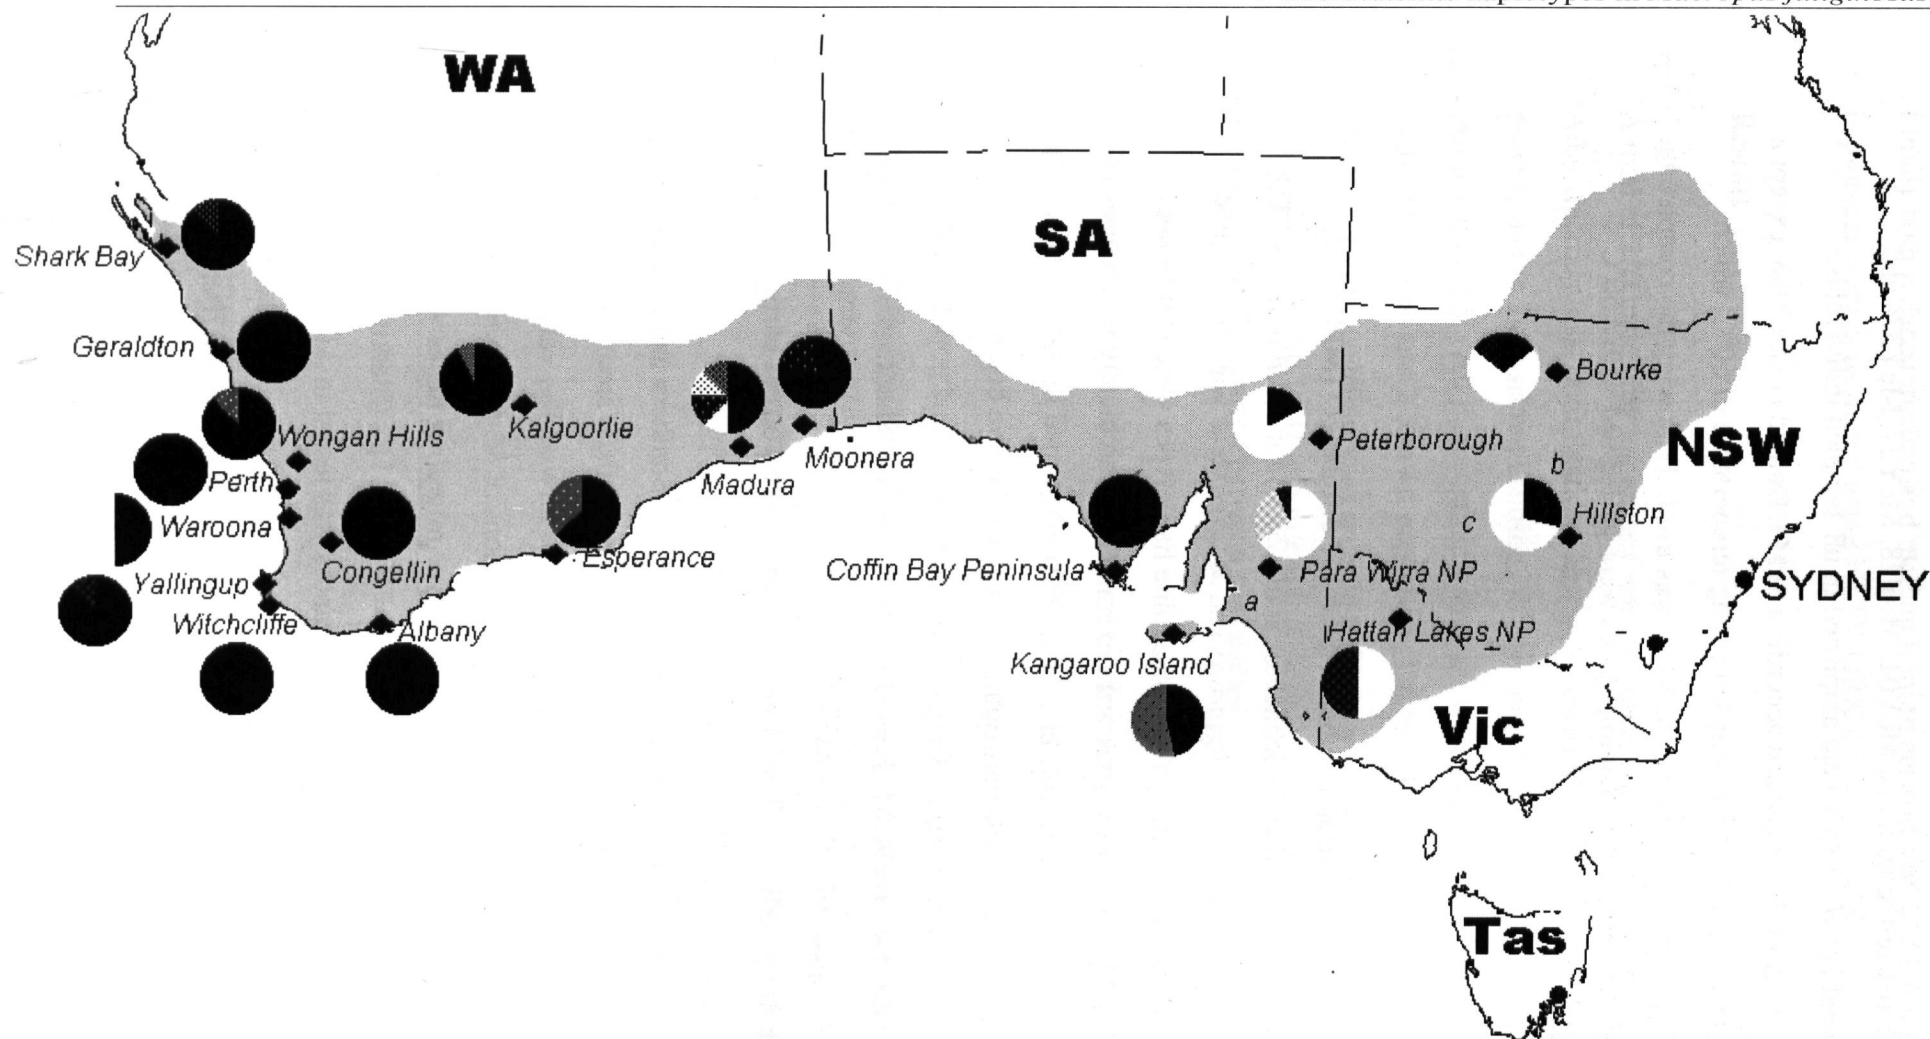 WA
SA
Shark Bay
Geraldton
Wongan Hills
Kalgoorlie
Perth
Waroona
Congellin
Yallingup
Witchcliffe
Albany
Esperance
Madura
Moonera
Coffin Bay Peninsula
Kangaroo Island
a
Peterborough
Bourke
NSW
b
c
Hillston
Para Wirra NP
Hattan Lakes NP
SYDNEY
Vic
Tas